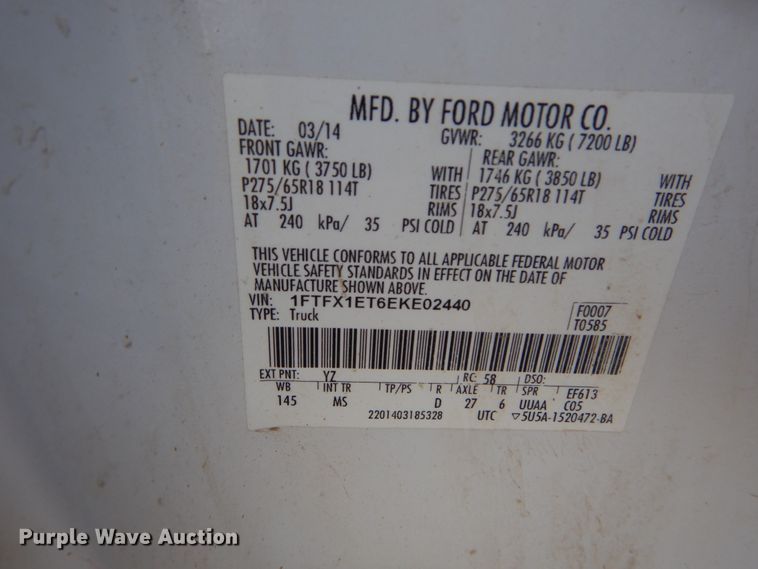 MFD. BY FORD MOTOR CO.
DATE: 03/14 GVWR: 3266 KG ( 7200 LB)
FRONT GAWR: REAR GAWR:
1701 KG ( 3750 LB) WITH 1746 KG ( 3850 LB) WITH
P275/65R18 114T TIRES P275/65R18 114T TIRES
18x7.5J RIMS 18x7.5J RIMS
AT 240 kPa/ 35 PSI COLD AT 240 kPa/ 35 PSI COLD
THIS VEHICLE CONFORMS TO ALL APPLICABLE FEDERAL MOTOR
VEHICLE SAFETY STANDARDS IN EFFECT ON THE DATE OF
MANUFACTURE SHOWN ABOVE.
VIN: 1FTFX1ET6EKE02440 F0007
TYPE: Truck T0585
EXT PNT: YZ RC: 58 DSO:
WB INT TR TP/PS R AXLE TR SPR EF613
145 MS D 27 6 UUAA C05
2201403185328 UTC ▽5U5A-1520472-BA
Purple Wave Auction